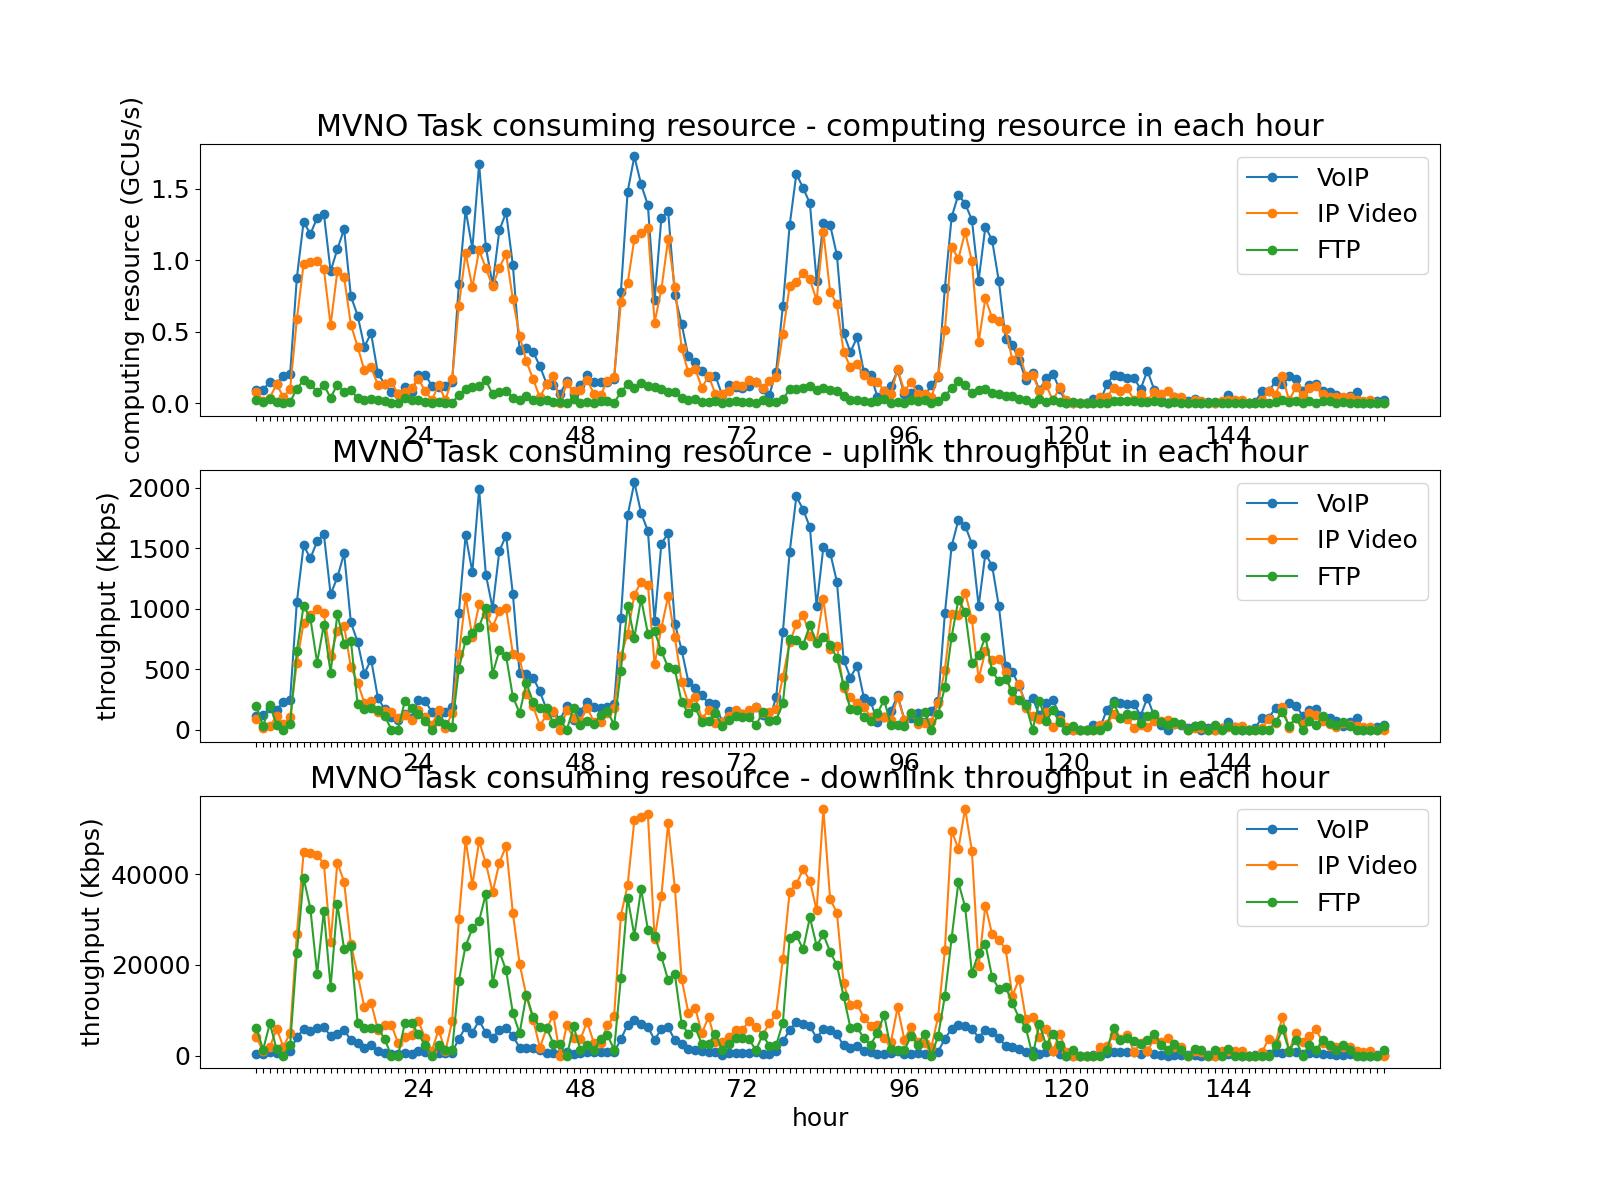 MVNO Task consuming resource - computing resource in each hour
computing resource (GCUs/s)
1.5
1.0
0.5
0.0
VoIP
IP Video
FTP
24 48 72 96 120 144
MVNO Task consuming resource - uplink throughput in each hour
throughput (Kbps)
2000
1500
1000
500
0
VoIP
IP Video
FTP
24 48 72 96 120 144
MVNO Task consuming resource - downlink throughput in each hour
throughput (Kbps)
40000
20000
0
VoIP
IP Video
FTP
24 48 72 96 120 144
hour